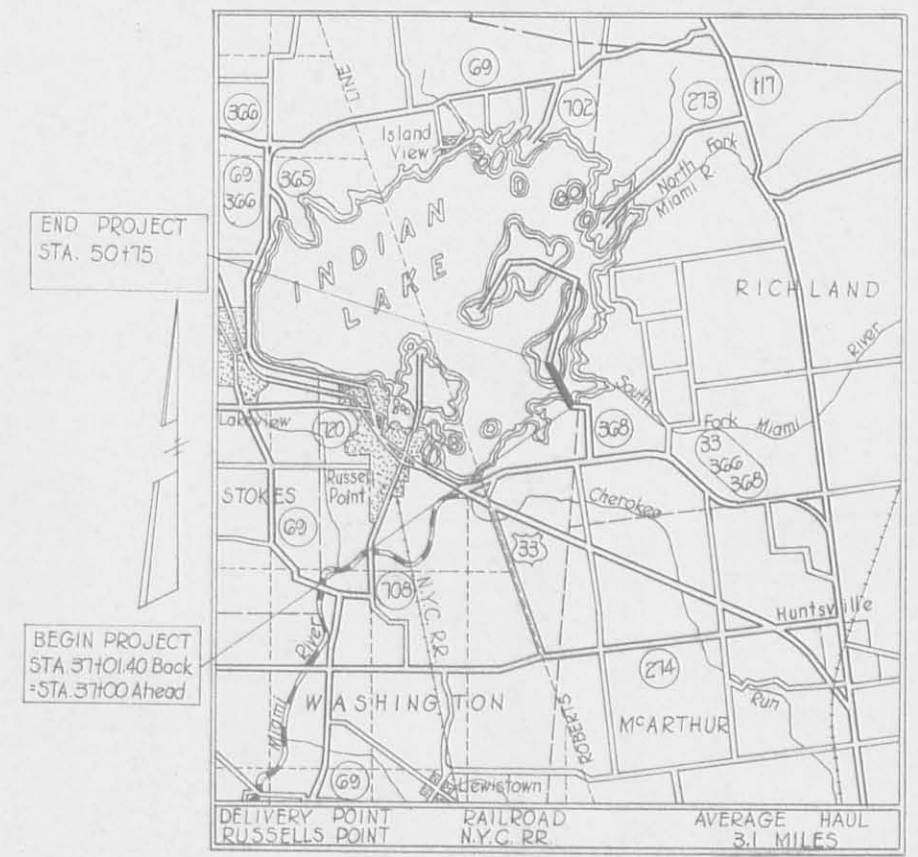 69
117
366
LINE
702
273
Island
View
North Fork
Miami R.
69
366
365
INDIAN
LAKE
END PROJECT
STA. 50+75
RICHLAND
River
South
Fork Miami
Lakeview
720
368
33
366
368
Russell
Point
STOKES
Cherokee
69
33
708
N.Y.C. RR.
Huntsville
BEGIN PROJECT
STA. 37+01.40 Back
=STA. 37+00 Ahead
River
274
WASHINGTON
McARTHUR
Run
Miami
ROBERTS
69
Lewistown
DELIVERY POINT RAILROAD AVERAGE HAUL
RUSSELLS POINT N.Y.C. RR. 3.1 MILES